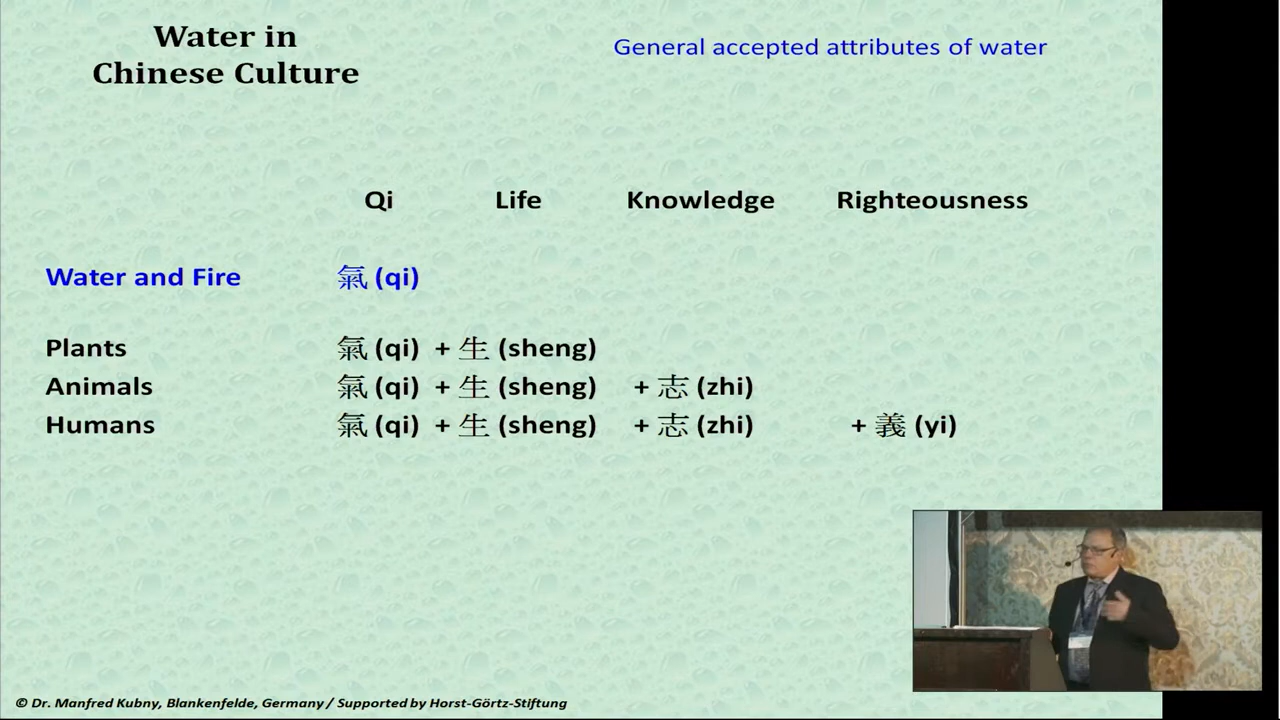 Water in
Chinese Culture
General accepted attributes of water
Qi Life Knowledge Righteousness
Water and Fire 氣 (qi)
Plants 氣 (qi) + 生 (sheng)
Animals 氣 (qi) + 生 (sheng) + 志 (zhi)
Humans 氣 (qi) + 生 (sheng) + 志 (zhi) + 義 (yi)
© Dr. Manfred Kubny, Blankenfelde, Germany / Supported by Horst-Görtz-Stiftung